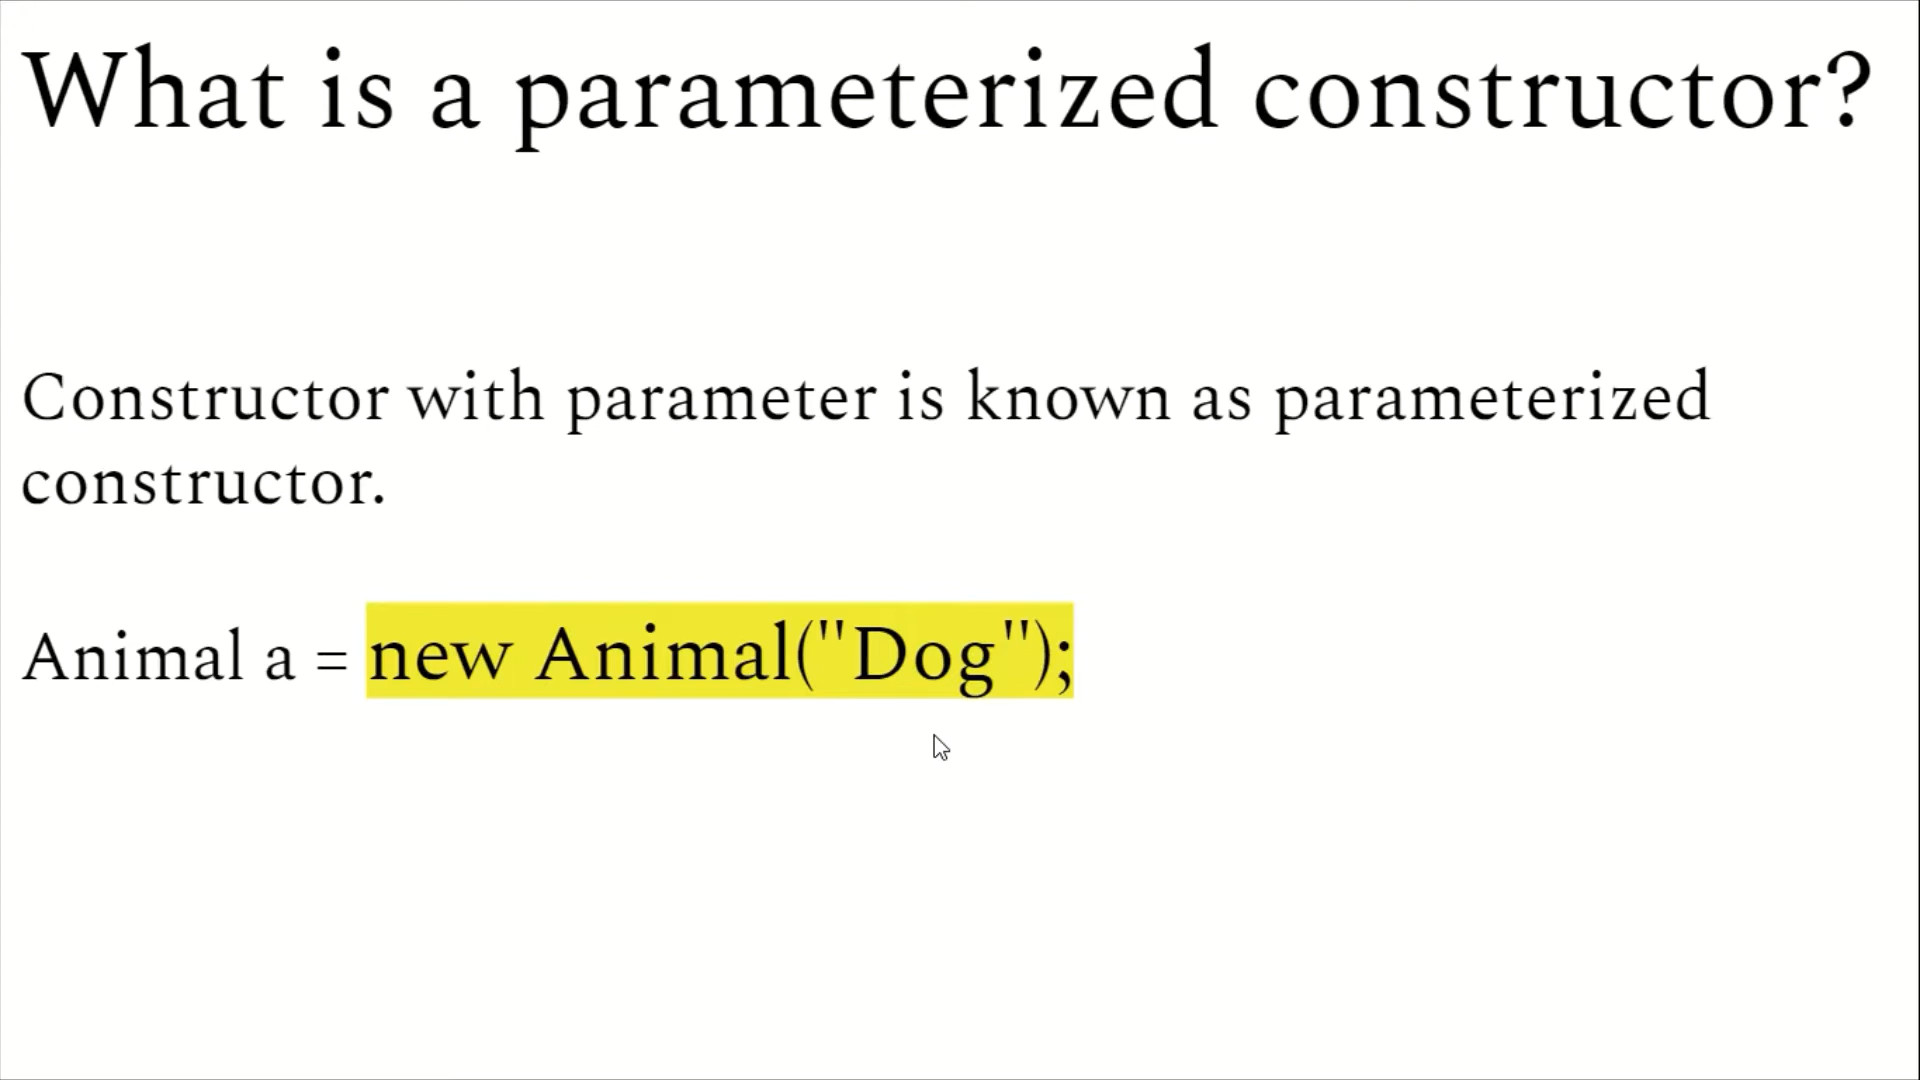 What is a parameterized constructor?
Constructor with parameter is known as parameterized
constructor.
Animal a = new Animal("Dog");